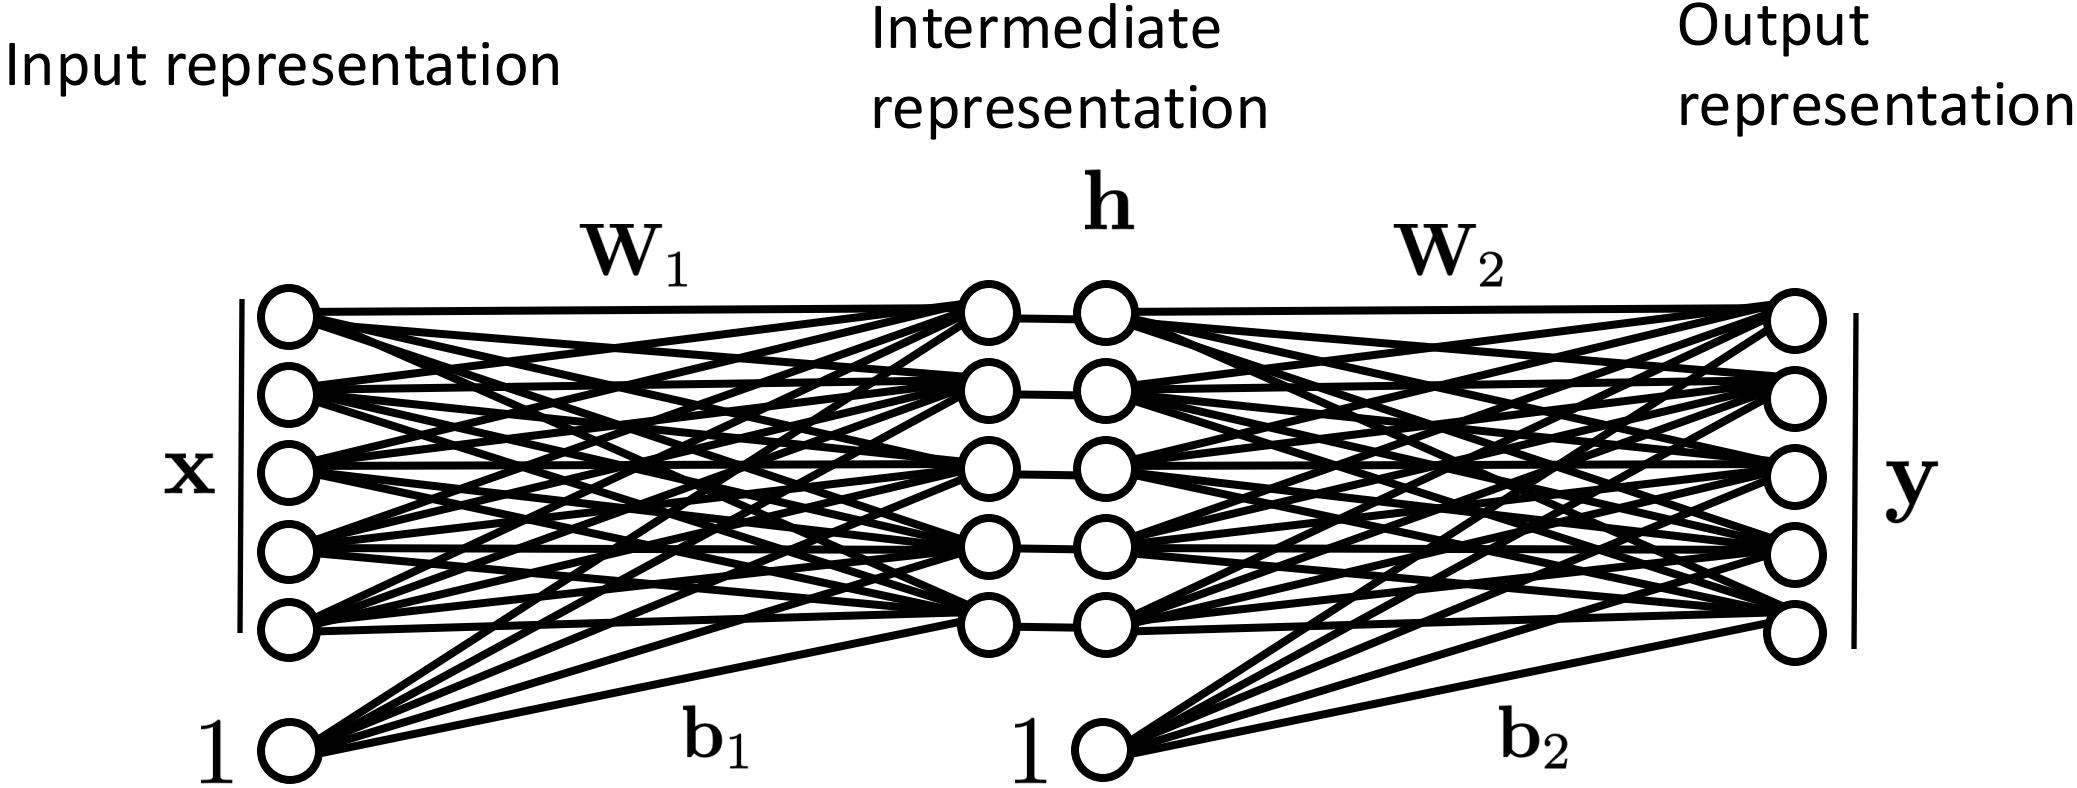 Input representation
Intermediate
representation
Output
representation
h
W₁
W₂
x
y
1
b₁
1
b₂